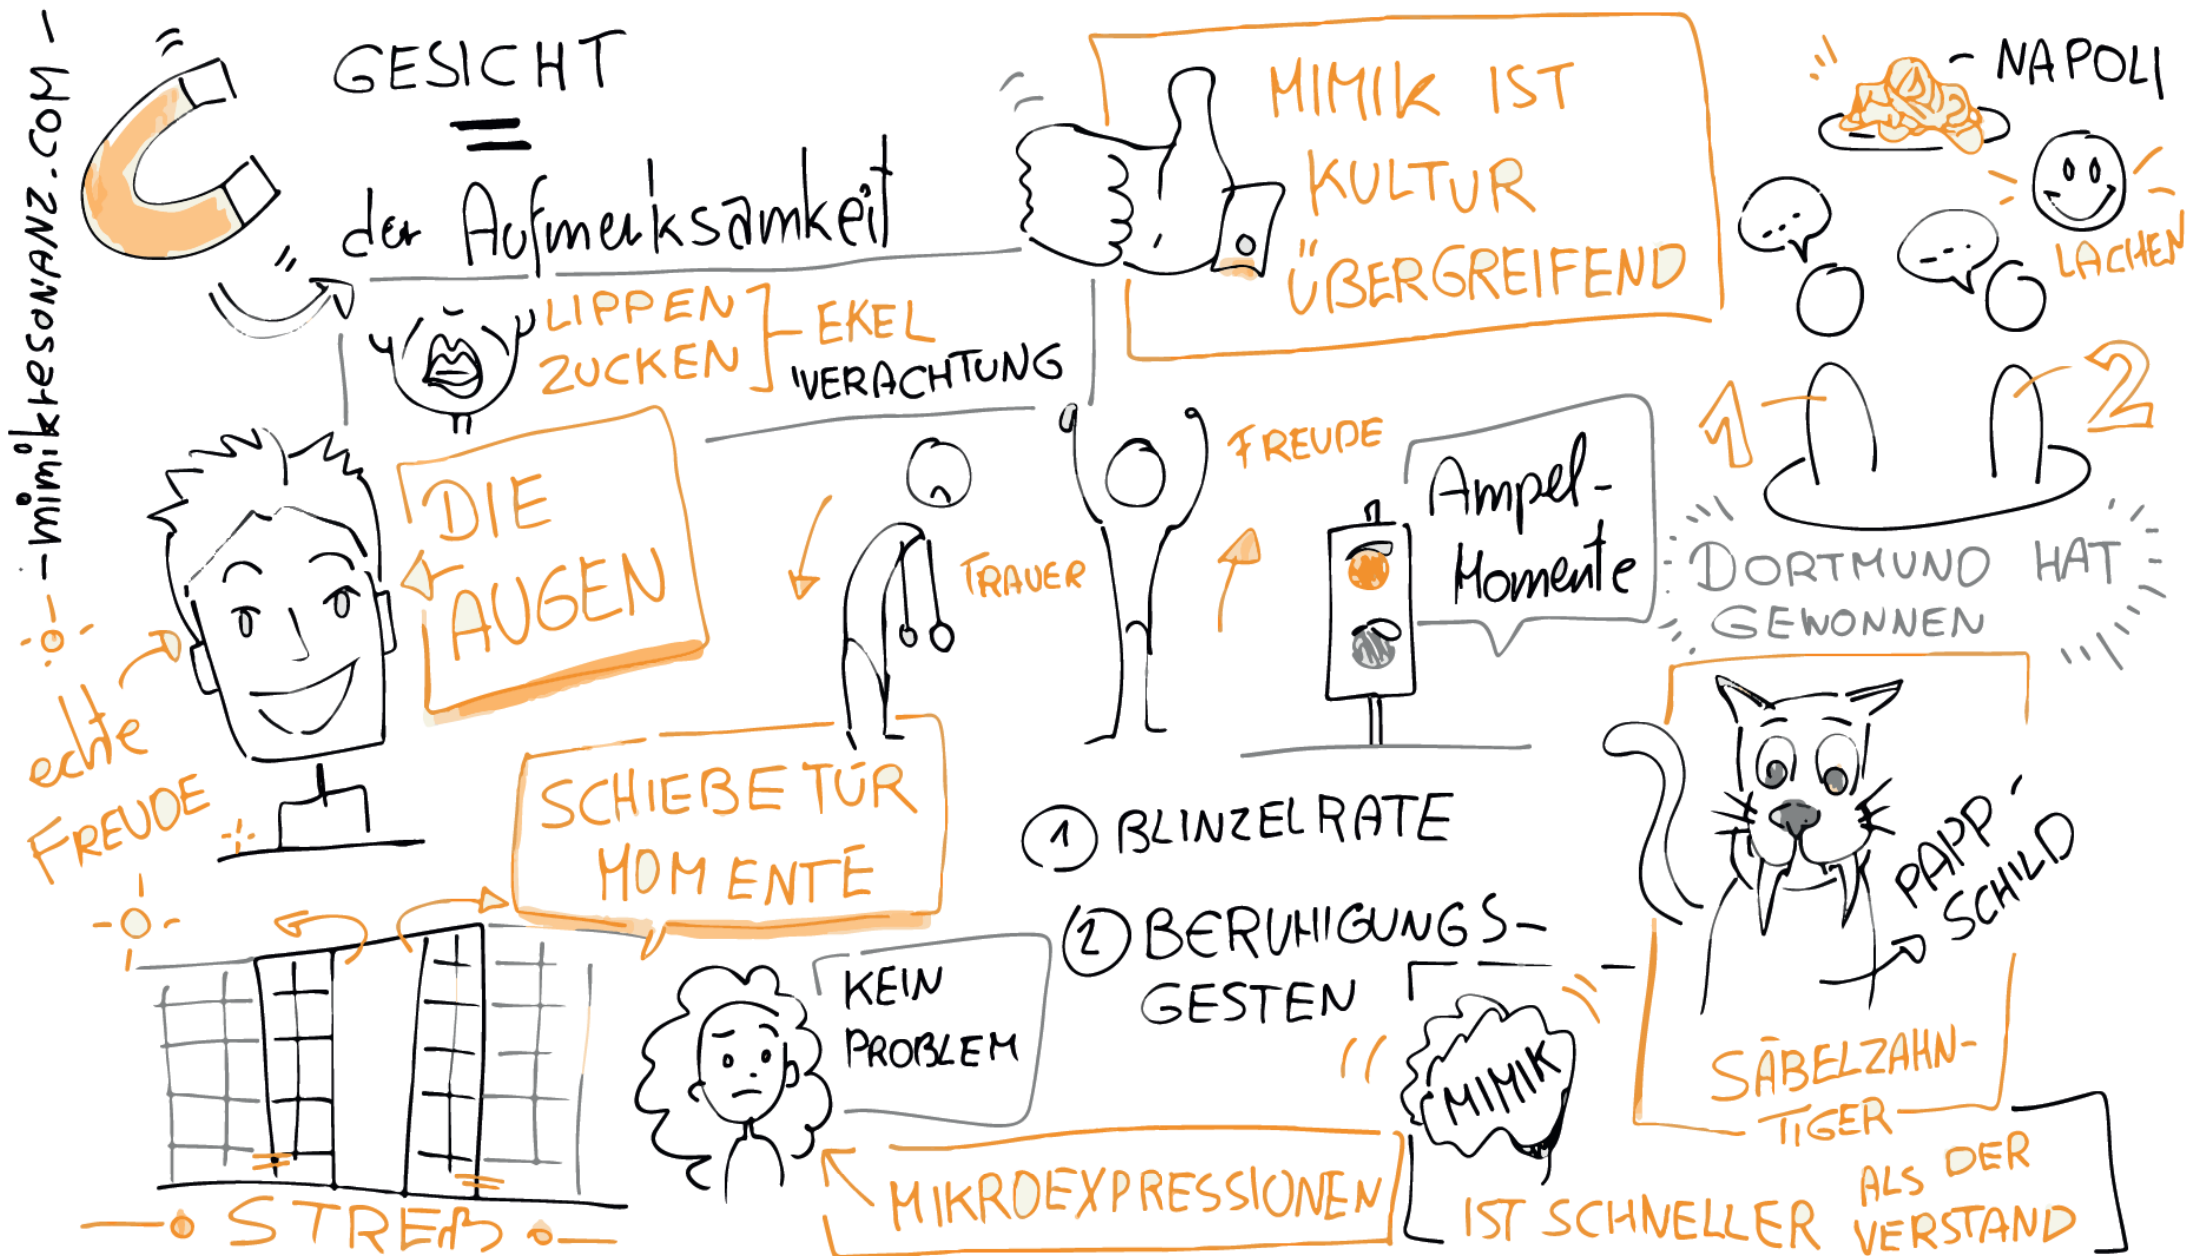 -mimikresonanz.com-
GESICHT
=
der Aufmerksamkeit
LIPPEN
ZUCKEN
EKEL
VERACHTUNG
MIMIK IST
KULTUR
ÜBERGREIFEND
- NAPOLI
LACHEN
1
2
DORTMUND HAT
GEWONNEN
DIE
AUGEN
echte
FREUDE
TRAUER
FREUDE
Ampel-
Momente
SCHIEBETÜR
MOMENTE
STREß
KEIN
PROBLEM
1 BLINZELRATE
2 BERUHIGUNGS-
GESTEN
MIKROEXPRESSIONEN
PAPP
SCHILD
SÄBELZAHN-
TIGER
MIMIK
IST SCHNELLER
ALS DER
VERSTAND